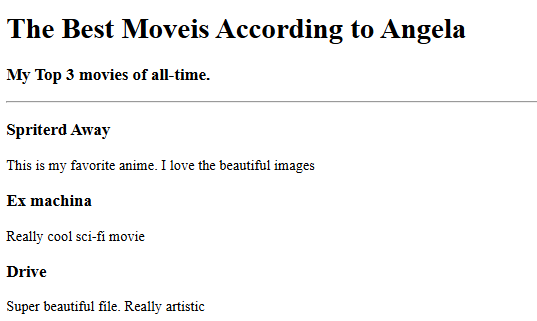 The Best Moveis According to Angela
My Top 3 movies of all-time.
Spriterd Away
This is my favorite anime. I love the beautiful images
Ex machina
Really cool sci-fi movie
Drive
Super beautiful file. Really artistic